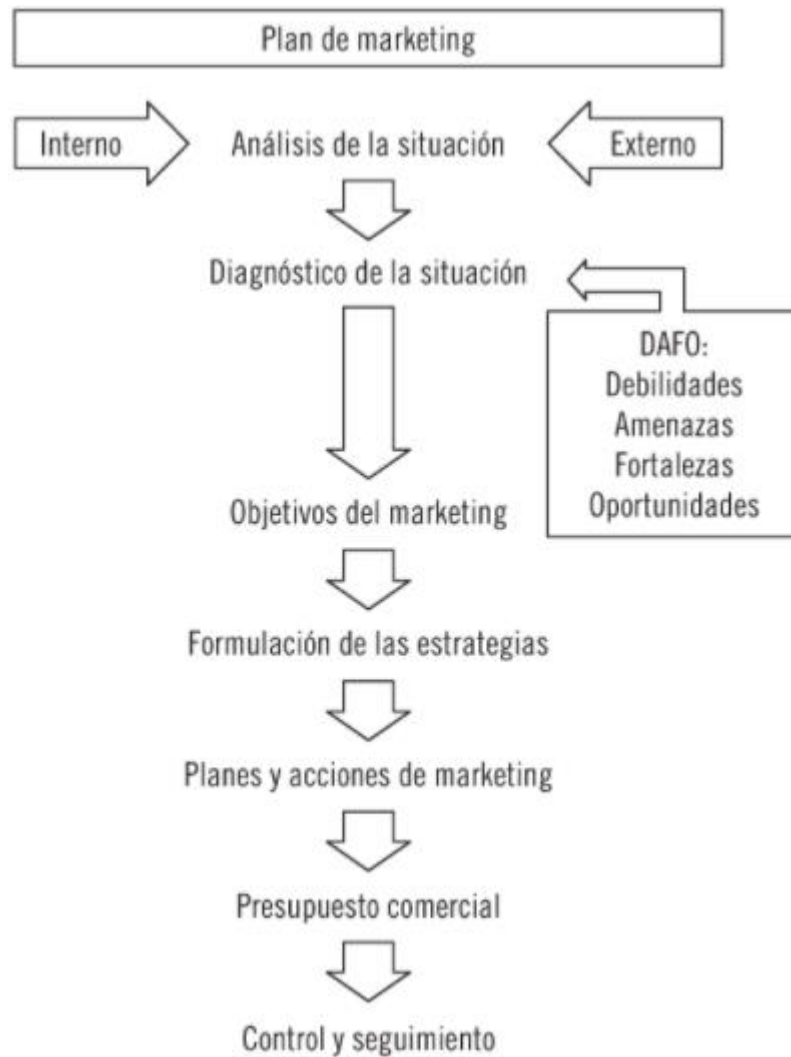 Plan de marketing
Interno
Análisis de la situación
Externo
Diagnóstico de la situación
DAFO:
Debilidades
Amenazas
Fortalezas
Oportunidades
Objetivos del marketing
Formulación de las estrategias
Planes y acciones de marketing
Presupuesto comercial
Control y seguimiento